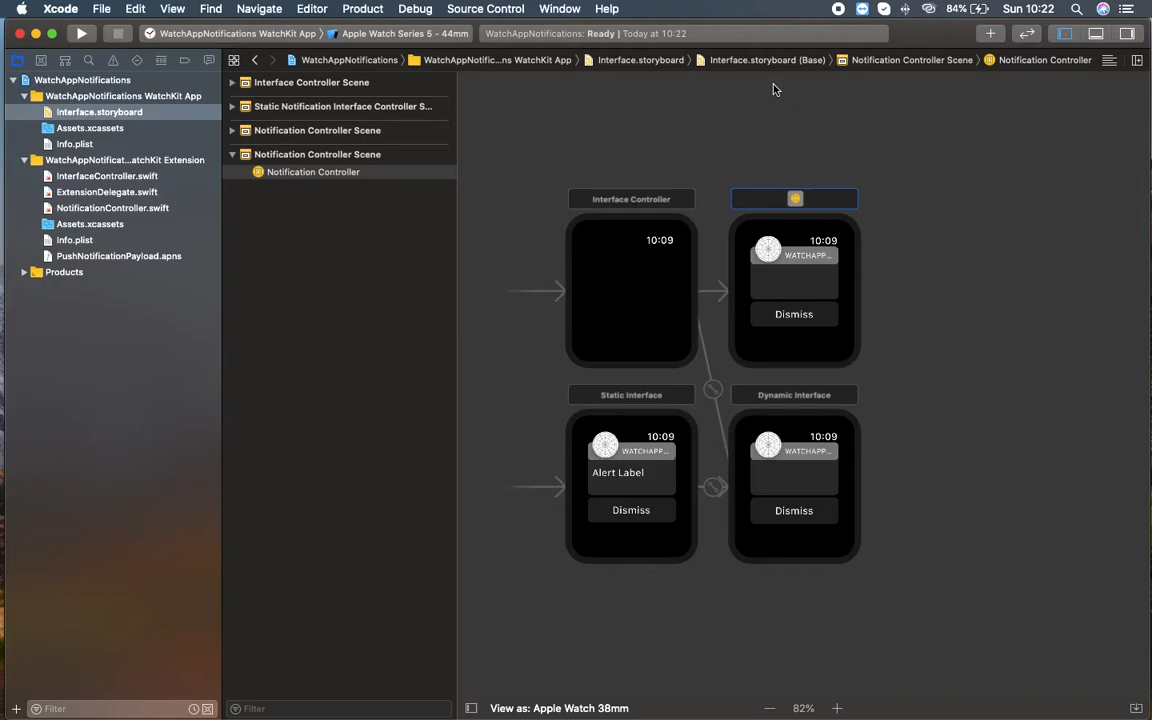 Xcode File Edit View Find Navigate Editor Product Debug Source Control Window Help 84% Sun 10:22
WatchAppNotifications WatchKit App Apple Watch Series 5 - 44mm WatchAppNotifications: Ready | Today at 10:22
WatchAppNotifications WatchAppNotific...ns WatchKit App Interface.storyboard Interface.storyboard (Base) Notification Controller Scene Notification Controller
WatchAppNotifications
WatchAppNotifications WatchKit App
Interface.storyboard
Assets.xcassets
Info.plist
WatchAppNotificat...atchKit Extension
InterfaceController.swift
ExtensionDelegate.swift
NotificationController.swift
Assets.xcassets
Info.plist
PushNotificationPayload.apns
Products
Interface Controller Scene
Static Notification Interface Controller S...
Notification Controller Scene
Notification Controller Scene
Notification Controller
Interface Controller
10:09
10:09
WATCHAPP...
Dismiss
Static Interface
Dynamic Interface
10:09
WATCHAPP...
Alert Label
Dismiss
10:09
WATCHAPP...
Dismiss
Filter
Filter
View as: Apple Watch 38mm
82%